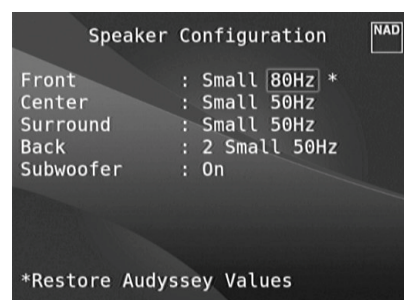 Speaker Configuration
NAD
Front : Small 80Hz *
Center : Small 50Hz
Surround : Small 50Hz
Back : 2 Small 50Hz
Subwoofer : On
*Restore Audyssey Values